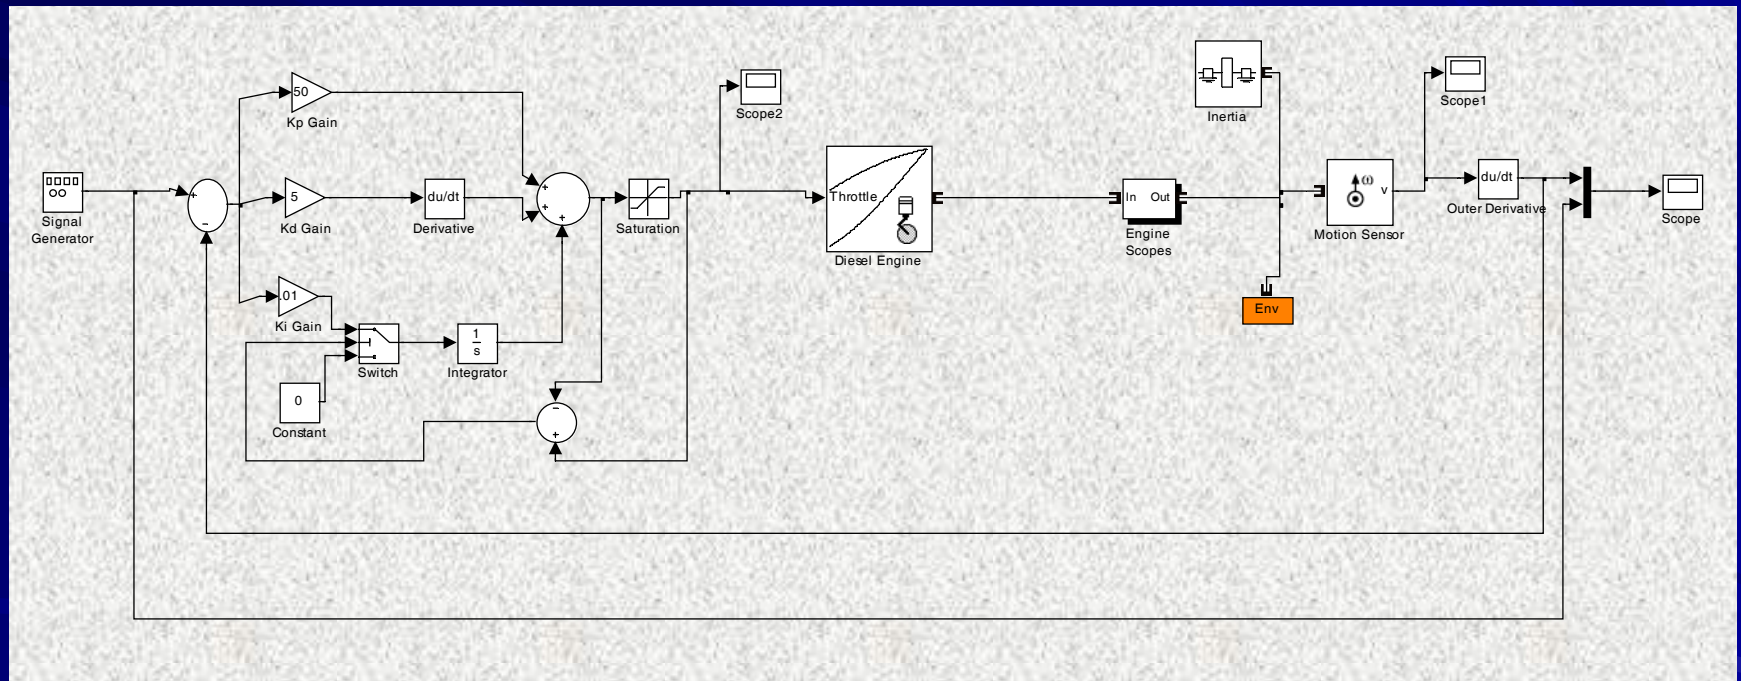 50
Kp Gain
Scope2
Inertia
Scope1
Signal
Generator
+
-
5
Kd Gain
du/dt
Derivative
+
+
+
Saturation
Throttle
Diesel Engine
In Out
Engine
Scopes
(t)
v
Motion Sensor
du/dt
Outer Derivative
Scope
.01
Ki Gain
Switch
1
s
Integrator
Env
0
Constant
-
+